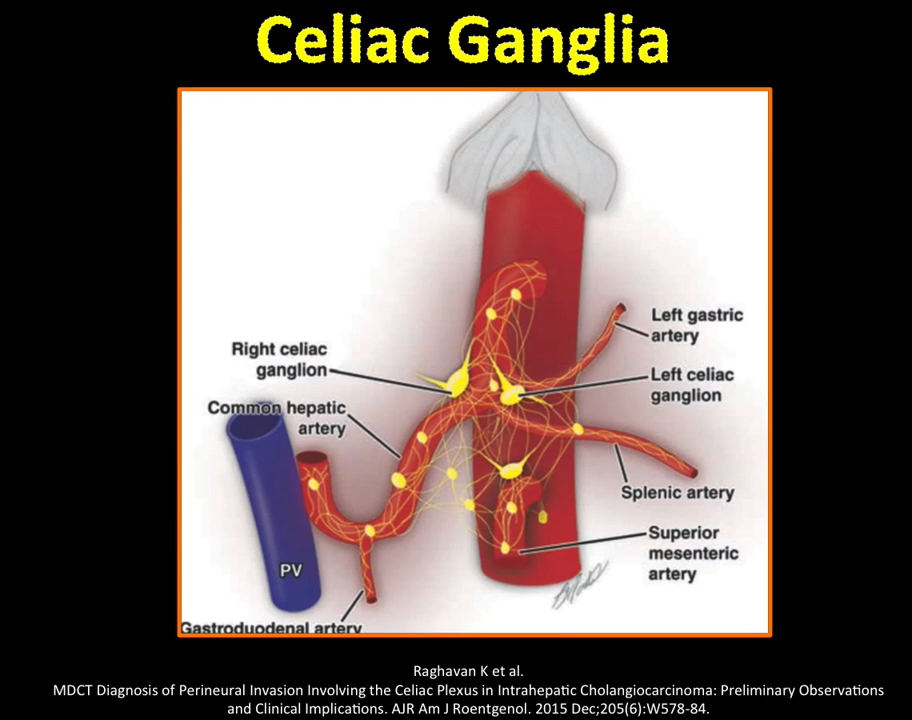 Celiac Ganglia
Left gastric
artery
Right celiac
ganglion
Left celiac
ganglion
Common hepatic
artery
Splenic artery
Superior
mesenteric
artery
PV
Gastroduodenal artery
Raghavan K et al.
MDCT Diagnosis of Perineural Invasion Involving the Celiac Plexus in Intrahepatic Cholangiocarcinoma: Preliminary Observations
and Clinical Implications. AJR Am J Roentgenol. 2015 Dec;205(6):W578-84.